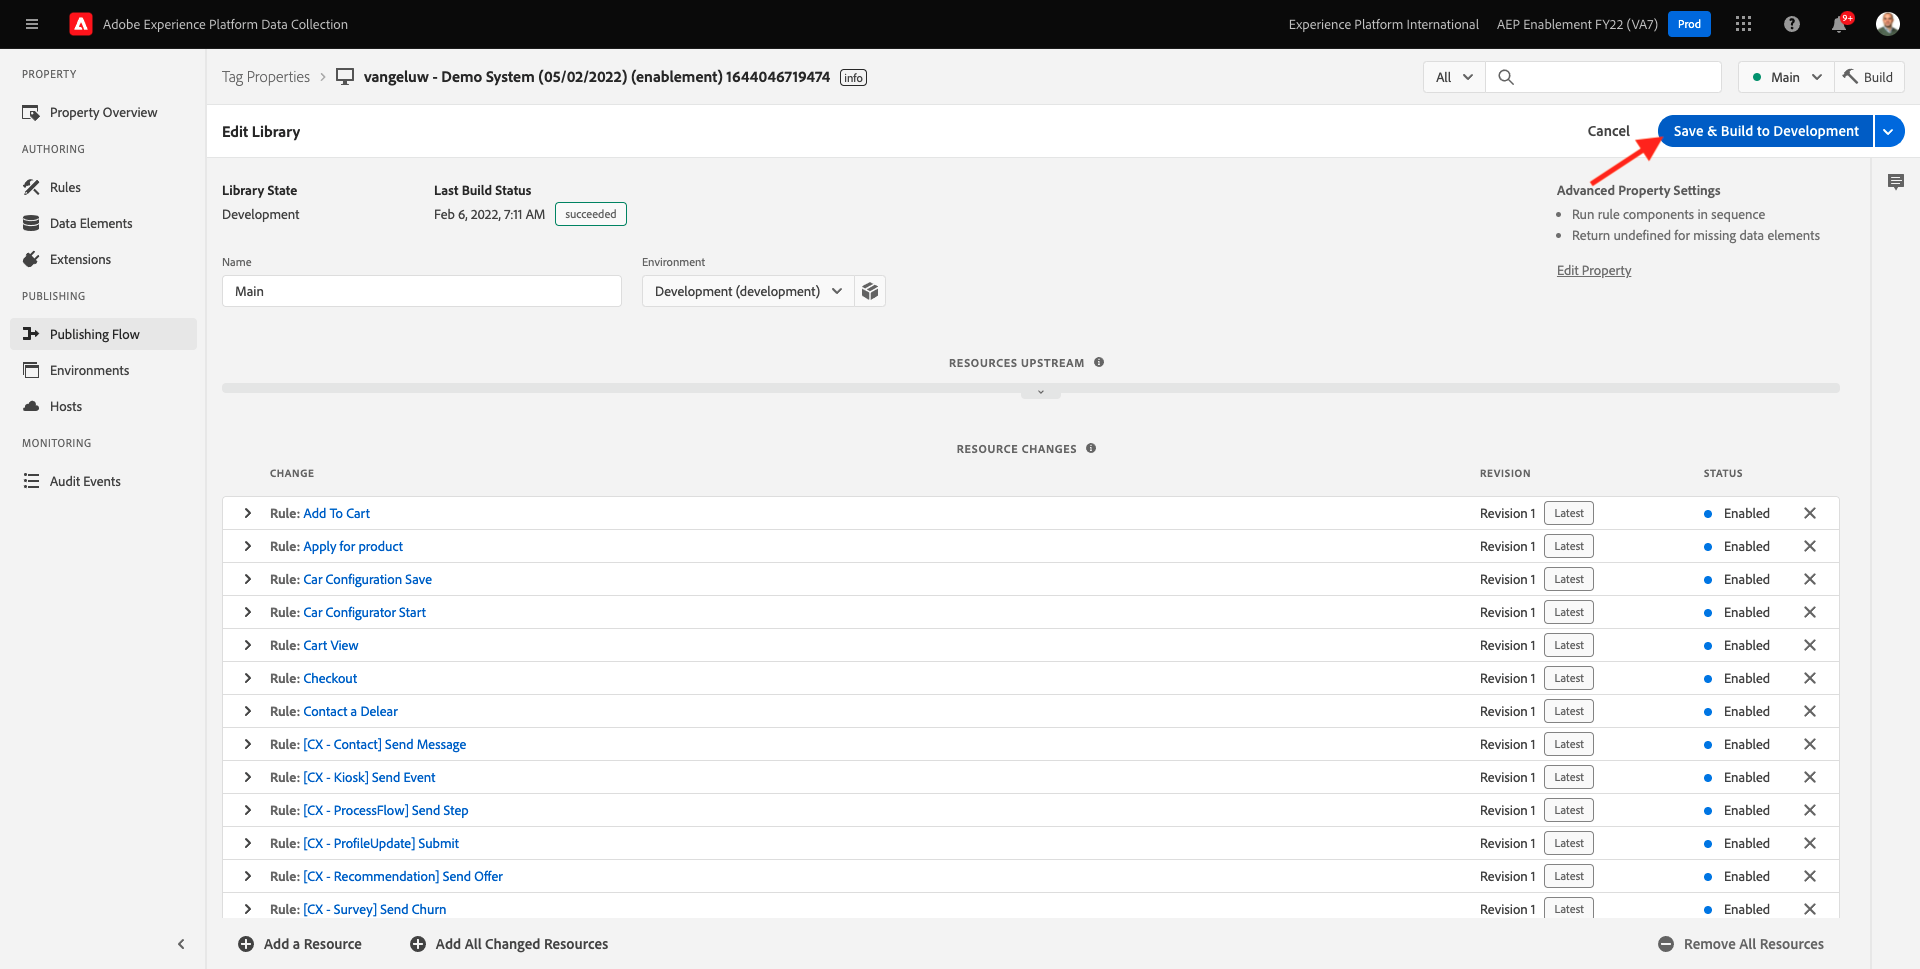 Adobe Experience Platform Data Collection
Experience Platform International
AEP Enablement FY22 (VA7)
Prod
9+
PROPERTY
Property Overview
AUTHORING
Rules
Data Elements
Extensions
PUBLISHING
Publishing Flow
Environments
Hosts
MONITORING
Audit Events
Tag Properties
vangeluw - Demo System (05/02/2022) (enablement) 1644046719474
info
All
Main
Build
Edit Library
Cancel
Save & Build to Development
Library State
Development
Last Build Status
Feb 6, 2022, 7:11 AM
succeeded
Advanced Property Settings
Run rule components in sequence
Return undefined for missing data elements
Edit Property
Name
Main
Environment
Development (development)
RESOURCES UPSTREAM
RESOURCE CHANGES
CHANGE REVISION STATUS
Rule: Add To Cart Revision 1 Latest Enabled
Rule: Apply for product Revision 1 Latest Enabled
Rule: Car Configuration Save Revision 1 Latest Enabled
Rule: Car Configurator Start Revision 1 Latest Enabled
Rule: Cart View Revision 1 Latest Enabled
Rule: Checkout Revision 1 Latest Enabled
Rule: Contact a Delear Revision 1 Latest Enabled
Rule: [CX - Contact] Send Message Revision 1 Latest Enabled
Rule: [CX - Kiosk] Send Event Revision 1 Latest Enabled
Rule: [CX - ProcessFlow] Send Step Revision 1 Latest Enabled
Rule: [CX - ProfileUpdate] Submit Revision 1 Latest Enabled
Rule: [CX - Recommendation] Send Offer Revision 1 Latest Enabled
Rule: [CX - Survey] Send Churn Revision 1 Latest Enabled
Add a Resource
Add All Changed Resources
Remove All Resources